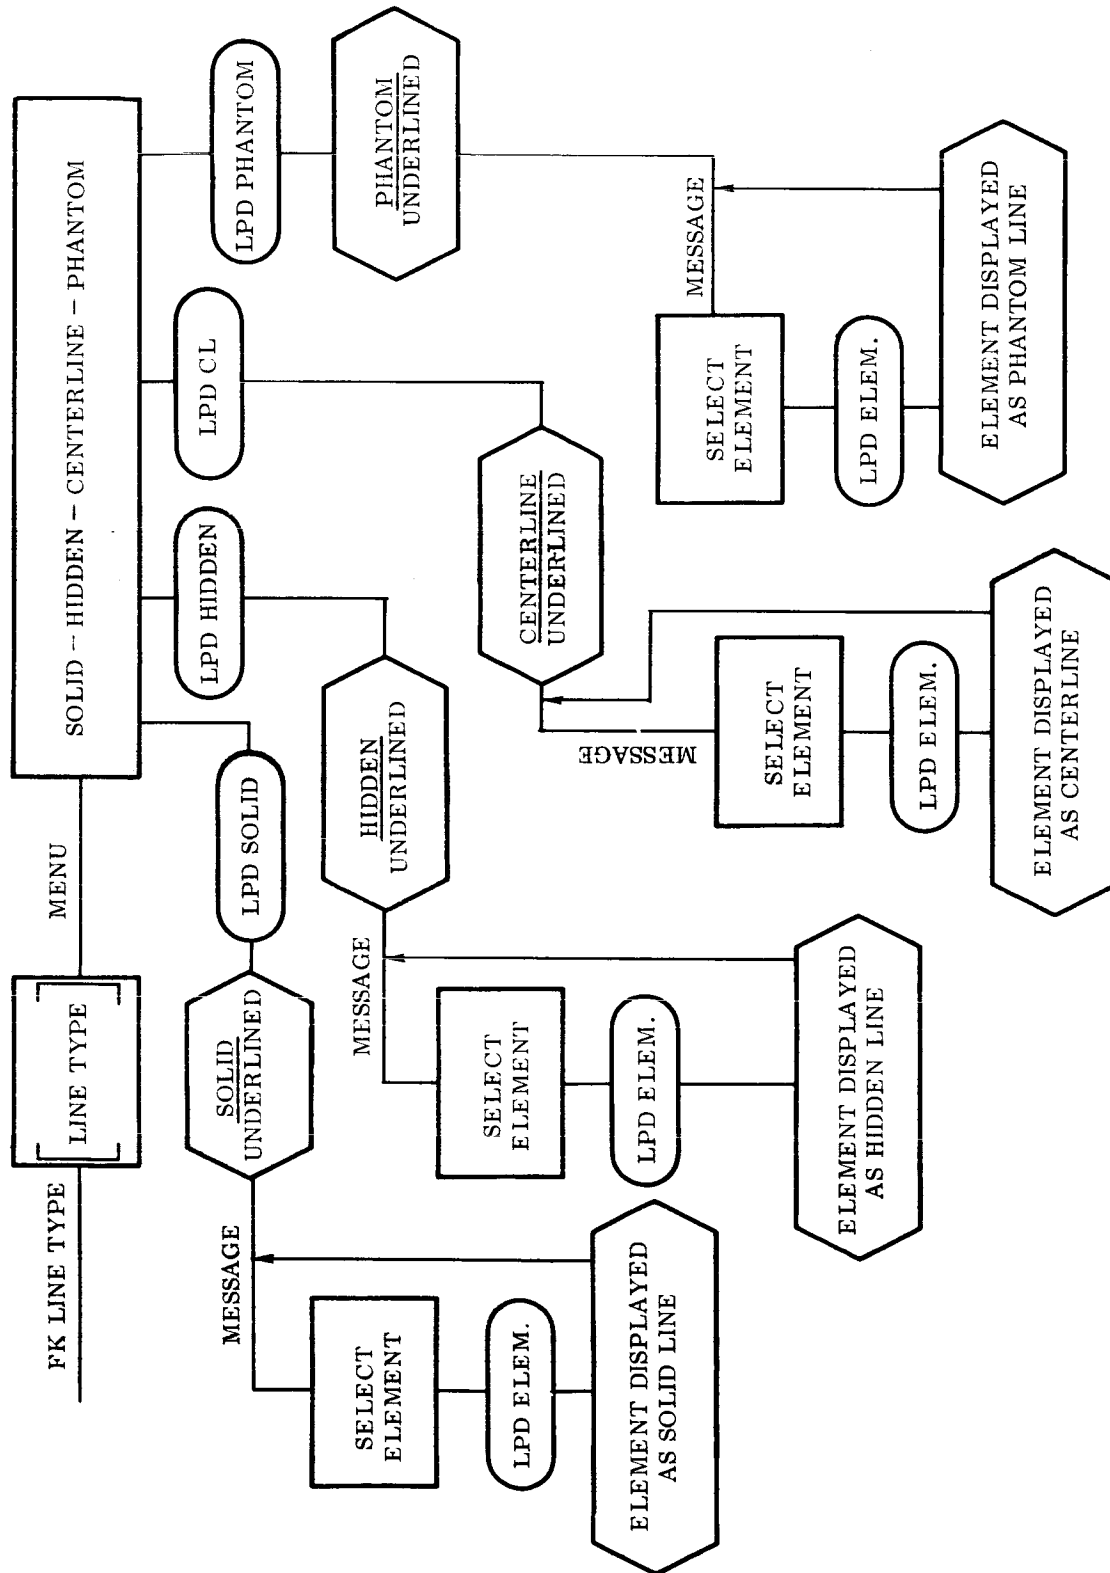 FK LINE TYPE
LINE TYPE
MENU
SOLID – HIDDEN – CENTERLINE – PHANTOM
LPD SOLID
LPD HIDDEN
LPD CL
LPD PHANTOM
SOLID
UNDERLINED
MESSAGE
SELECT
ELEMENT
LPD ELEM.
ELEMENT DISPLAYED
AS SOLID LINE
HIDDEN
UNDERLINED
MESSAGE
SELECT
ELEMENT
LPD ELEM.
ELEMENT DISPLAYED
AS HIDDEN LINE
CENTERLINE
UNDER-LINED
MESSAGE
SELECT
ELEMENT
LPD ELEM.
ELEMENT DISPLAYED
AS CENTERLINE
PHANTOM
UNDERLINED
MESSAGE
SELECT
ELEMENT
LPD ELEM.
ELEMENT DISPLAYED
AS PHANTOM LINE